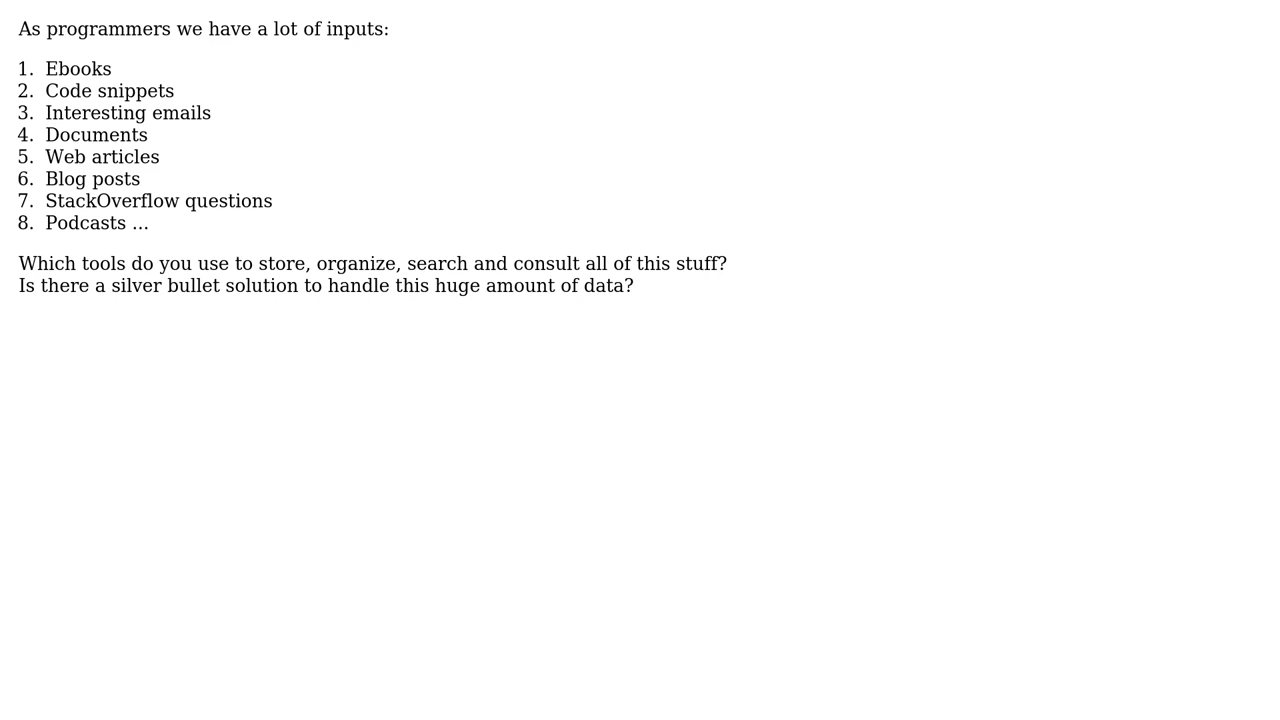 As programmers we have a lot of inputs:
1. Ebooks
2. Code snippets
3. Interesting emails
4. Documents
5. Web articles
6. Blog posts
7. StackOverflow questions
8. Podcasts ...
Which tools do you use to store, organize, search and consult all of this stuff?
Is there a silver bullet solution to handle this huge amount of data?